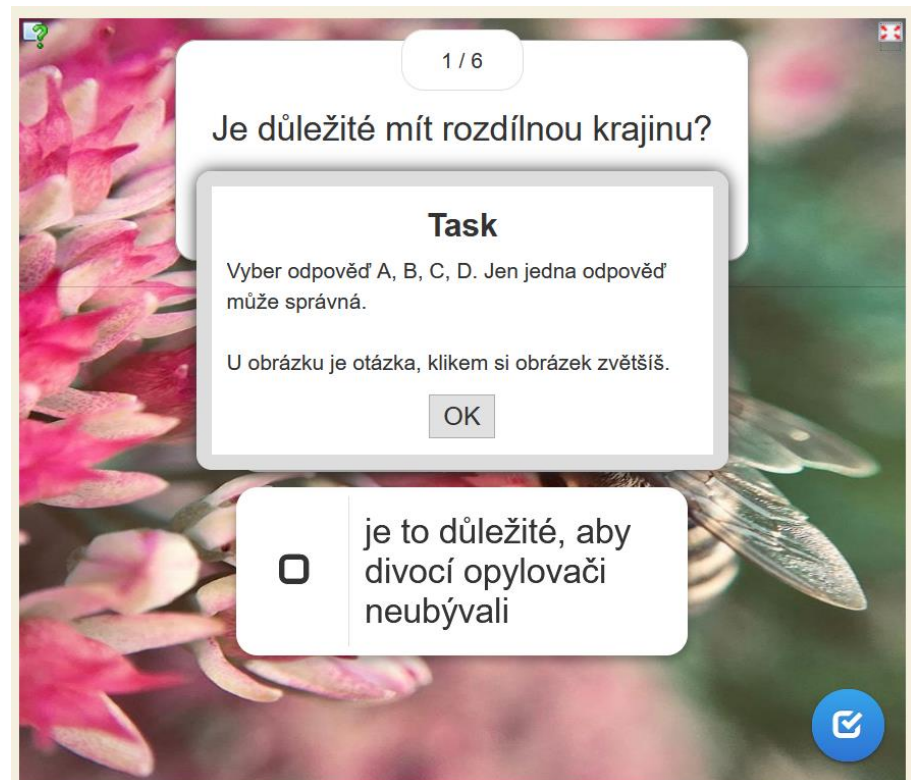 1 / 6
Je důležité mít rozdílnou krajinu?
Task
Vyber odpověď A, B, C, D. Jen jedna odpověď
může správná.
U obrázku je otázka, klikem si obrázek zvětšíš.
OK
je to důležité, aby
divocí opylovači
neubývali